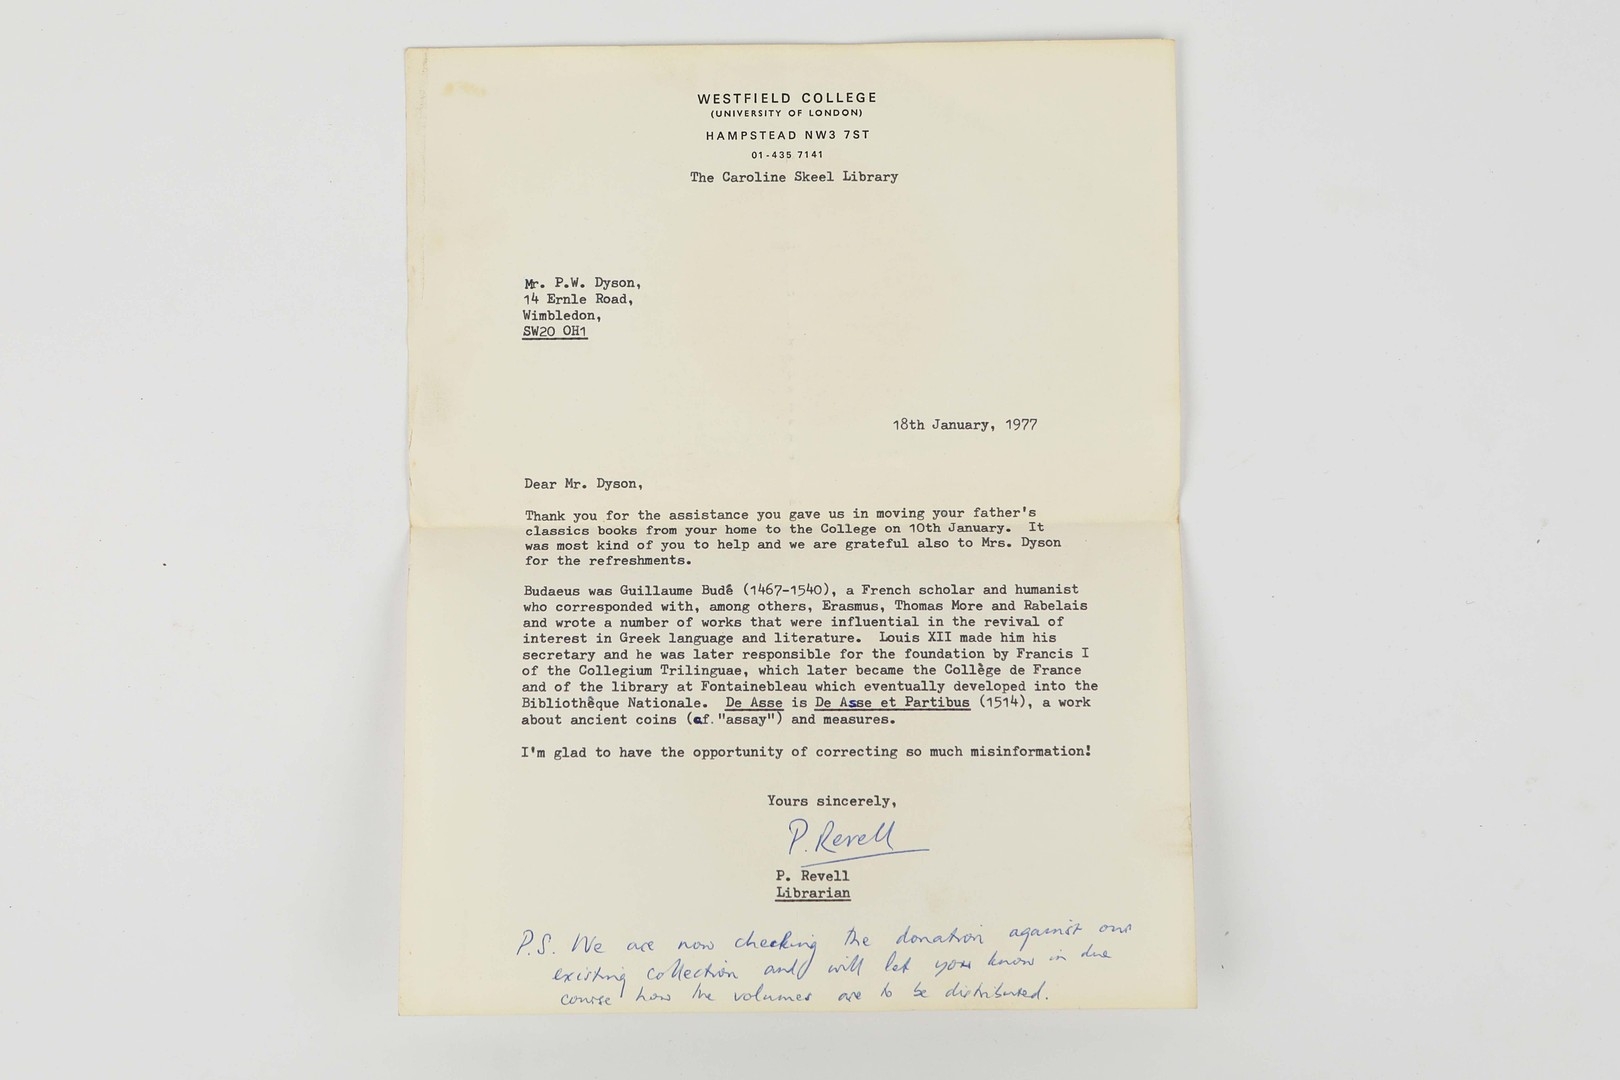 WESTFIELD COLLEGE
(UNIVERSITY OF LONDON)
HAMPSTEAD NW3 7ST
01-435 7141
The Caroline Skeel Library
Mr. P.W. Dyson,
14 Ernle Road,
Wimbledon,
SW20 OH1
18th January, 1977
Dear Mr. Dyson,
Thank you for the assistance you gave us in moving your father's
classics books from your home to the College on 10th January. It
was most kind of you to help and we are grateful also to Mrs. Dyson
for the refreshments.
Budaeus was Guillaume Budé (1467-1540), a French scholar and humanist
who corresponded with, among others, Erasmus, Thomas More and Rabelais
and wrote a number of works that were influential in the revival of
interest in Greek language and literature. Louis XII made him his
secretary and he was later responsible for the foundation by Francis I
of the Collegium Trilinguae, which later became the Collège de France
and of the library at Fontainebleau which eventually developed into the
Bibliothêque Nationale. De Asse is De Asse et Partibus (1514), a work
about ancient coins (cf. "assay") and measures.
I'm glad to have the opportunity of correcting so much misinformation!
Yours sincerely,
P. Revell
P. Revell
Librarian
P.S. We are now checking the donation against our
existing collection and will let you know in due
course how the volumes are to be distributed.